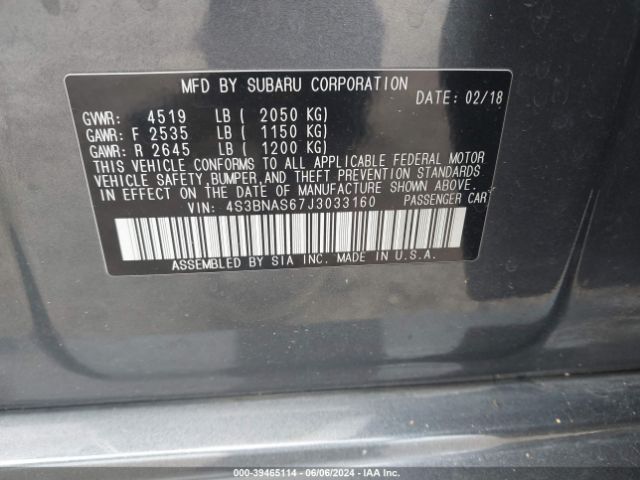 MFD BY SUBARU CORPORATION
DATE: 02/18
GVWR: 4519 LB ( 2050 KG)
GAWR: F 2535 LB ( 1150 KG)
GAWR: R 2645 LB ( 1200 KG)
THIS VEHICLE CONFORMS TO ALL APPLICABLE FEDERAL MOTOR
VEHICLE SAFETY, BUMPER, AND THEFT PREVENTION STANDARDS
IN EFFECT ON THE DATE OF MANUFACTURE SHOWN ABOVE.
VIN: 4S3BNAS67J3033160 PASSENGER CAR
ASSEMBLED BY SIA INC. MADE IN U.S.A.
000-39465114 - 06/06/2024 - IAA Inc.